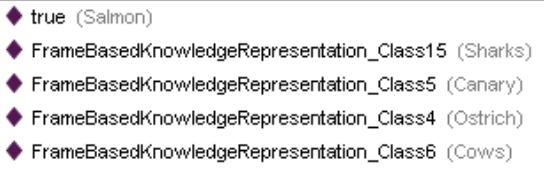 true (Salmon)
FrameBasedKnowledgeRepresentation_Class15 (Sharks)
FrameBasedKnowledgeRepresentation_Class5 (Canary)
FrameBasedKnowledgeRepresentation_Class4 (Ostrich)
FrameBasedKnowledgeRepresentation_Class6 (Cows)